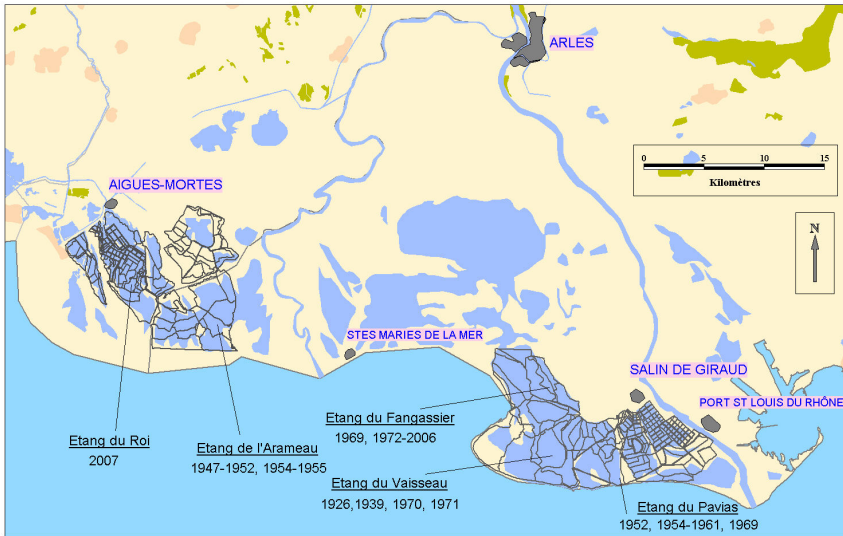 ARLES
0 5 10 15
Kilomètres
AIGUES-MORTES
N
STES MARIES DE LA MER
SALIN DE GIRAUD
PORT ST LOUIS DU RHÔNE
Etang du Roi
2007
Etang de l'Arameau
1947-1952, 1954-1955
Etang du Fangassier
1969, 1972-2006
Etang du Vaisseau
1926,1939, 1970, 1971
Etang du Pavias
1952, 1954-1961, 1969